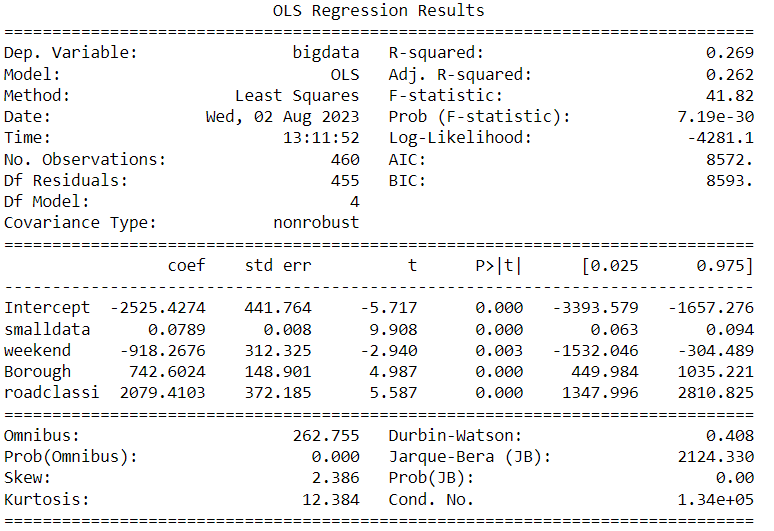 OLS Regression Results
==============================================================================
Dep. Variable:                bigdata   R-squared:                       0.269
Model:                            OLS   Adj. R-squared:                  0.262
Method:                 Least Squares   F-statistic:                     41.82
Date:                Wed, 02 Aug 2023   Prob (F-statistic):           7.19e-30
Time:                        13:11:52   Log-Likelihood:                -4281.1
No. Observations:                 460   AIC:                             8572.
Df Residuals:                     455   BIC:                             8593.
Df Model:                           4
Covariance Type:            nonrobust
==============================================================================
                 coef    std err          t      P>|t|      [0.025      0.975]
------------------------------------------------------------------------------
Intercept  -2525.4274    441.764     -5.717      0.000   -3393.579   -1657.276
smalldata      0.0789      0.008      9.908      0.000       0.063       0.094
weekend     -918.2676    312.325     -2.940      0.003   -1532.046    -304.489
Borough      742.6024    148.901      4.987      0.000     449.984    1035.221
roadclassi  2079.4103    372.185      5.587      0.000    1347.996    2810.825
==============================================================================
Omnibus:                      262.755   Durbin-Watson:                   0.408
Prob(Omnibus):                  0.000   Jarque-Bera (JB):             2124.330
Skew:                           2.386   Prob(JB):                         0.00
Kurtosis:                      12.384   Cond. No.                     1.34e+05
==============================================================================